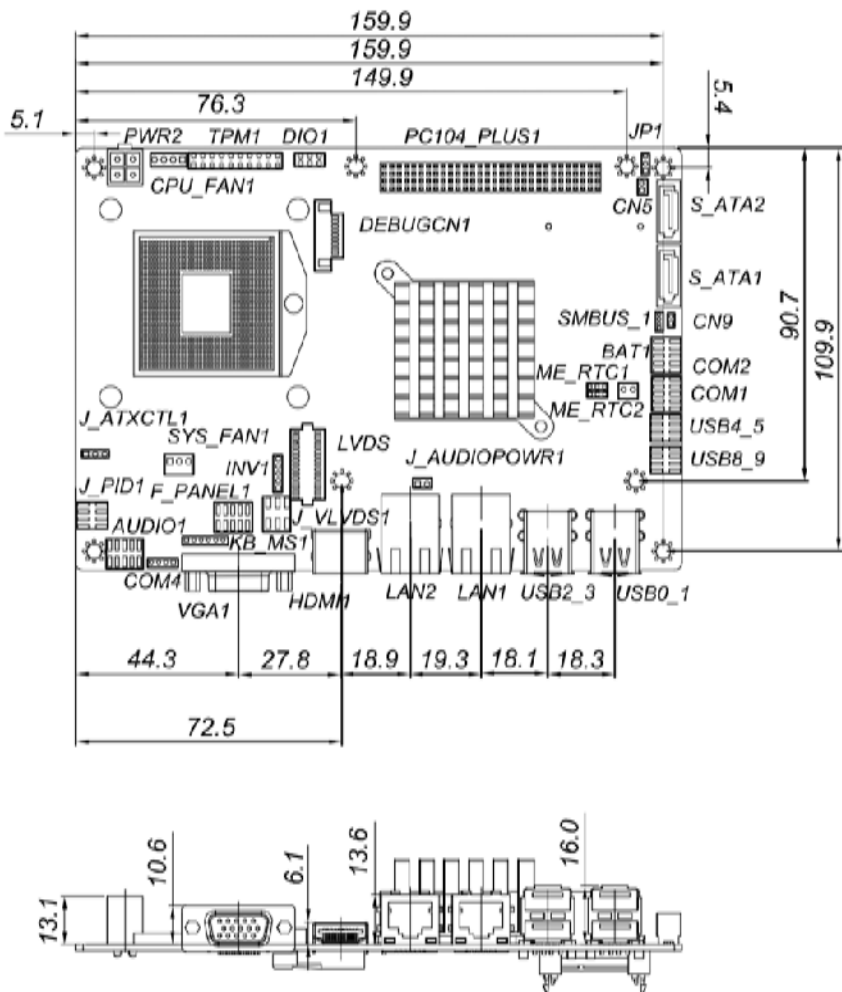 159.9
159.9
149.9
76.3
5.1
5.4
PWR2 TPM1 DIO1 PC104_PLUS1 JP1
CPU_FAN1
CN5 S_ATA2
DEBUGCN1
S_ATA1
90.7
109.9
SMBUS_1 CN9
BAT1
COM2
ME_RTC1
COM1
ME_RTC2
J_ATXCTL1
SYS_FAN1 LVDS
USB4_5
INV1
J_AUDIOPOWR1
USB8_9
J_PID1 F_PANEL1
J_VLVDS1
AUDIO1
KB_MS1
COM4
VGA1 HDMI1 LAN2 LAN1 USB2_3 USB0_1
44.3 27.8 18.9 19.3 18.1 18.3
72.5
13.1
10.6
6.1
13.6
16.0